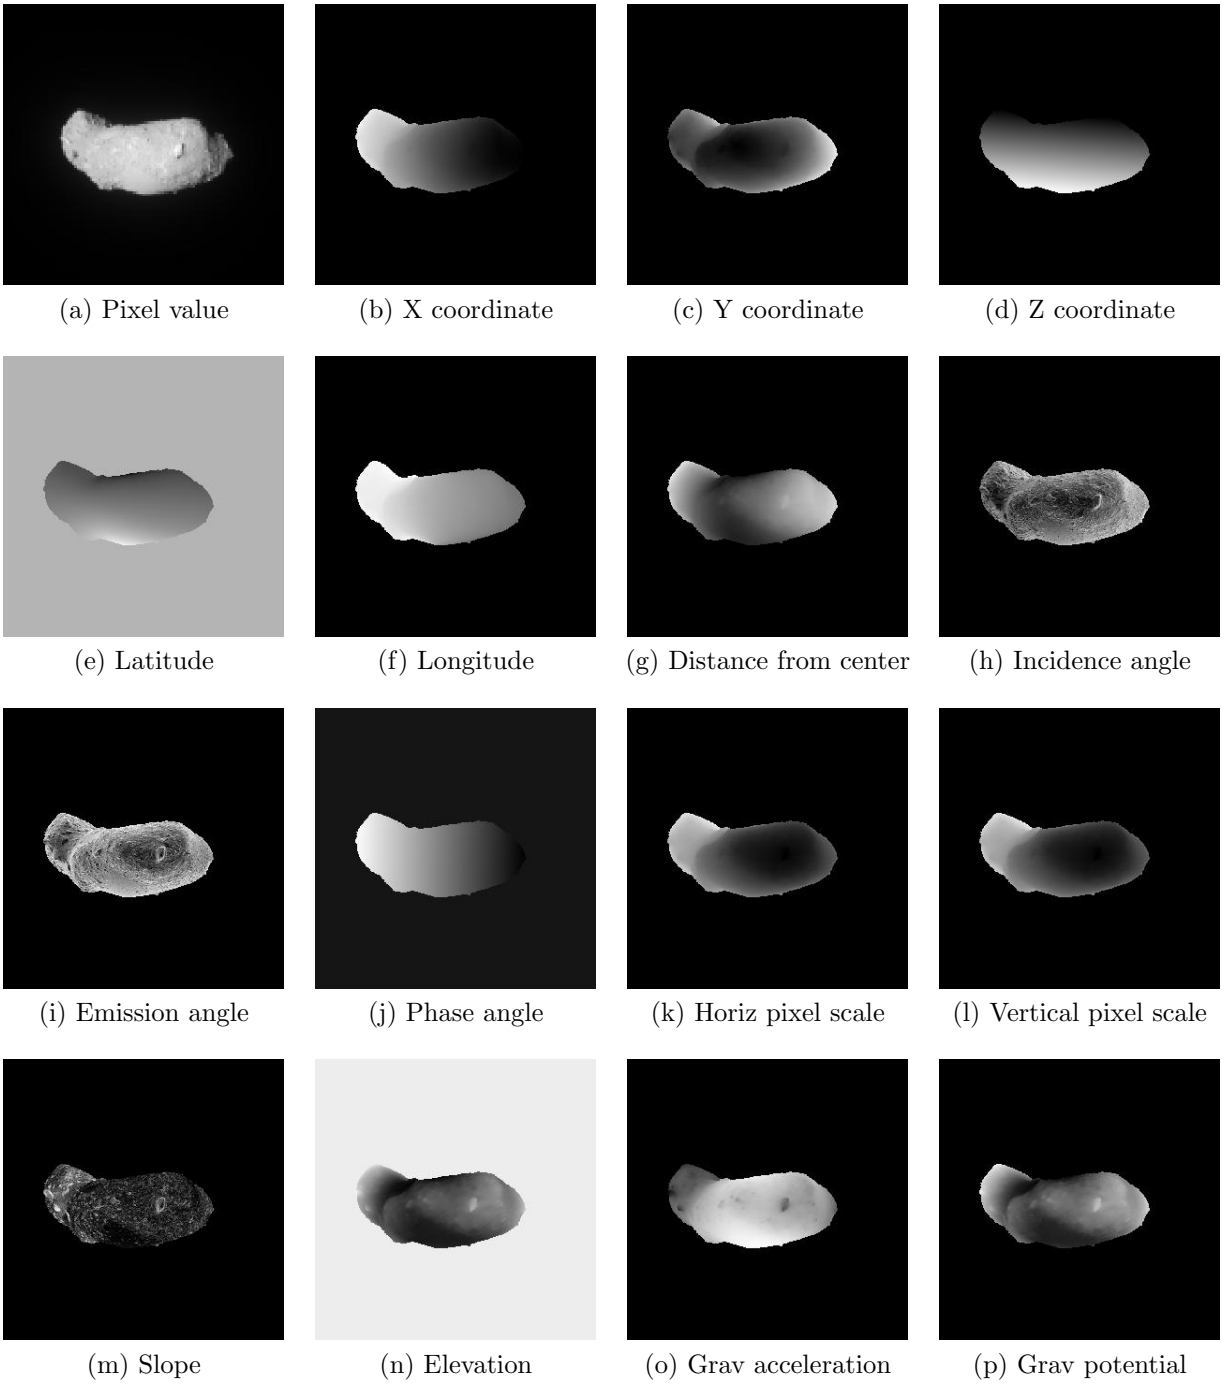 (a) Pixel value
(b) X coordinate
(c) Y coordinate
(d) Z coordinate
(e) Latitude
(f) Longitude
(g) Distance from center
(h) Incidence angle
(i) Emission angle
(j) Phase angle
(k) Horiz pixel scale
(l) Vertical pixel scale
(m) Slope
(n) Elevation
(o) Grav acceleration
(p) Grav potential